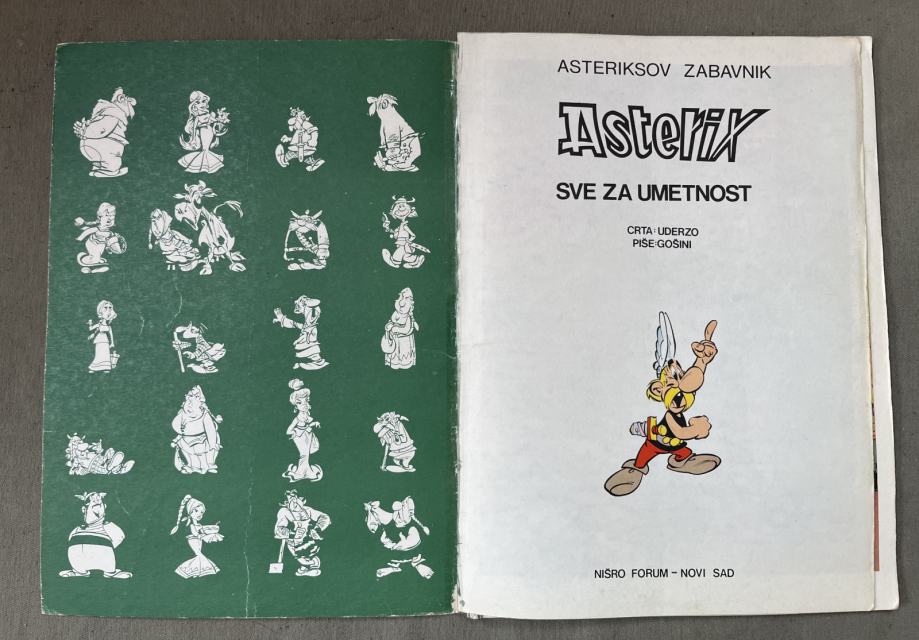 ASTERIKSOV ZABAVNIK
Asterix
SVE ZA UMETNOST
CRTA: UDERZO
PIŠE: GOŠINI
NIŠRO FORUM – NOVI SAD